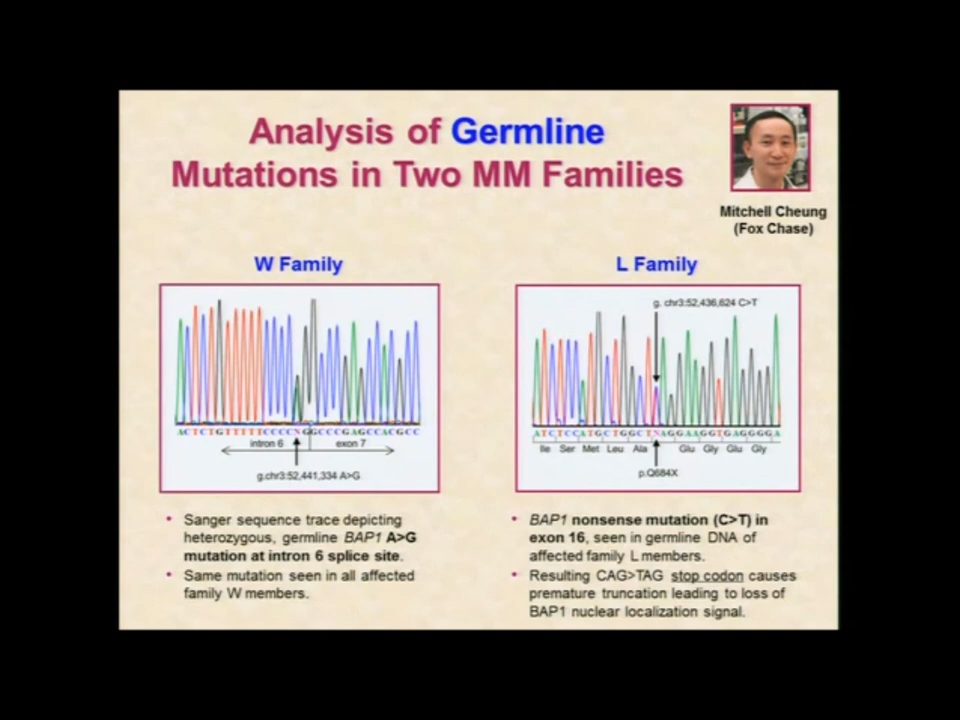 Analysis of Germline
Mutations in Two MM Families
Mitchell Cheung
(Fox Chase)
W Family
L Family
ACTCTGTTTTTCCCCNGGCCCGAGCCACGCC
intron 6
exon 7
g.chr3:52,441,334 A>G
g. chr3:52,436,624 C>T
ATCTCCATGCTGGCTNAGGAAGGTGAGGGGA
Ile Ser Met Leu Ala Glu Gly Glu Gly
p.Q684X
• Sanger sequence trace depicting
heterozygous, germline BAP1 A>G
mutation at intron 6 splice site.
• Same mutation seen in all affected
family W members.
• BAP1 nonsense mutation (C>T) in
exon 16, seen in germline DNA of
affected family L members.
• Resulting CAG>TAG stop codon causes
premature truncation leading to loss of
BAP1 nuclear localization signal.